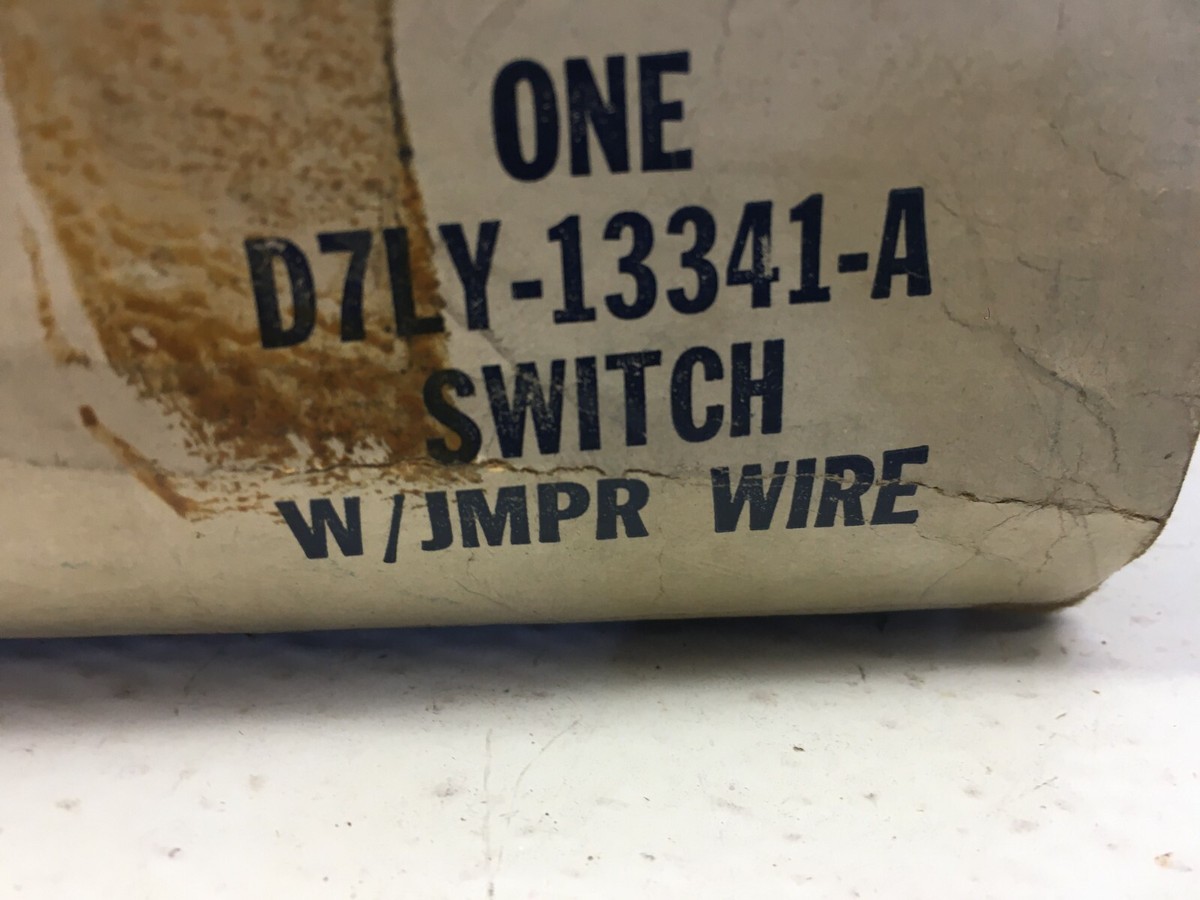 ONE
D7LY-13341-A
SWITCH
W/JMPR WIRE